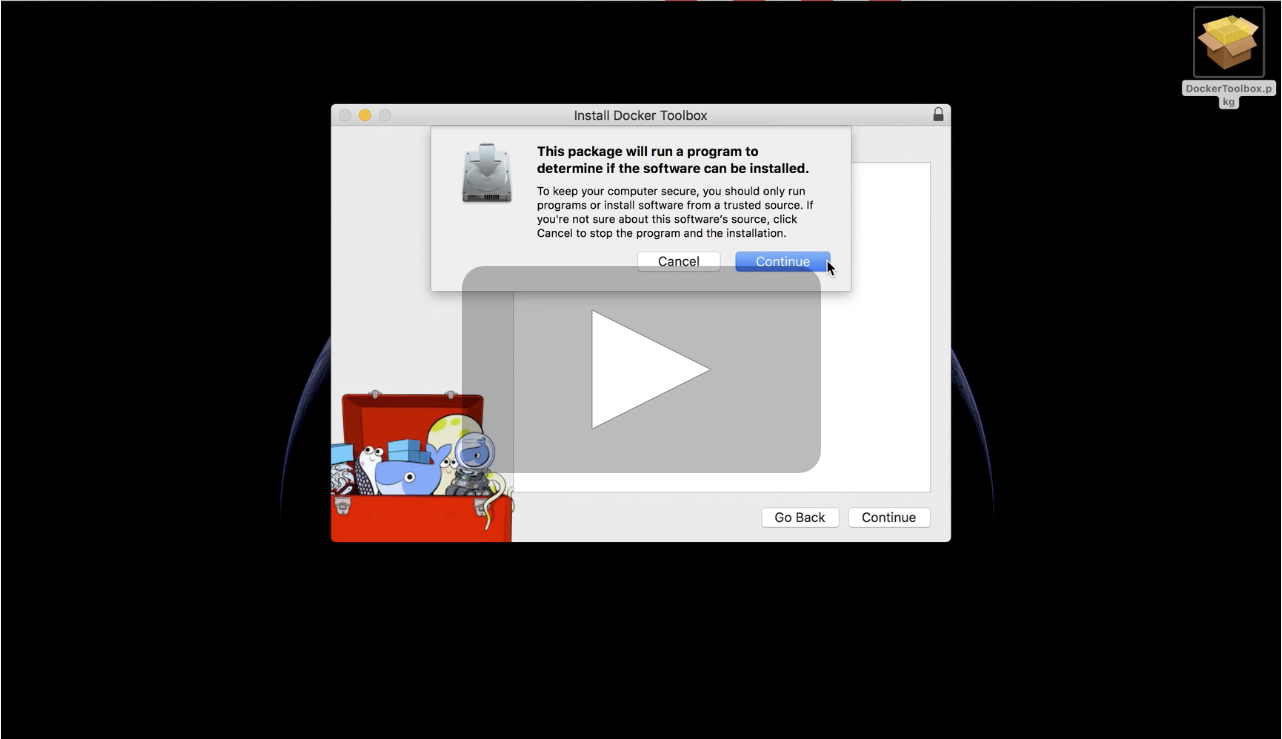 DockerToolbox.p
kg
Install Docker Toolbox
This package will run a program to
determine if the software can be installed.
To keep your computer secure, you should only run
programs or install software from a trusted source. If
you're not sure about this software's source, click
Cancel to stop the program and the installation.
Cancel
Continue
Go Back
Continue